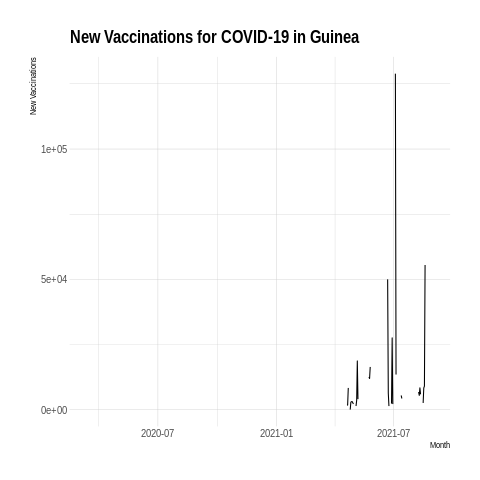 New Vaccinations for COVID-19 in Guinea
New Vaccinations
1e+05
5e+04
0e+00
2020-07
2021-01
2021-07
Month